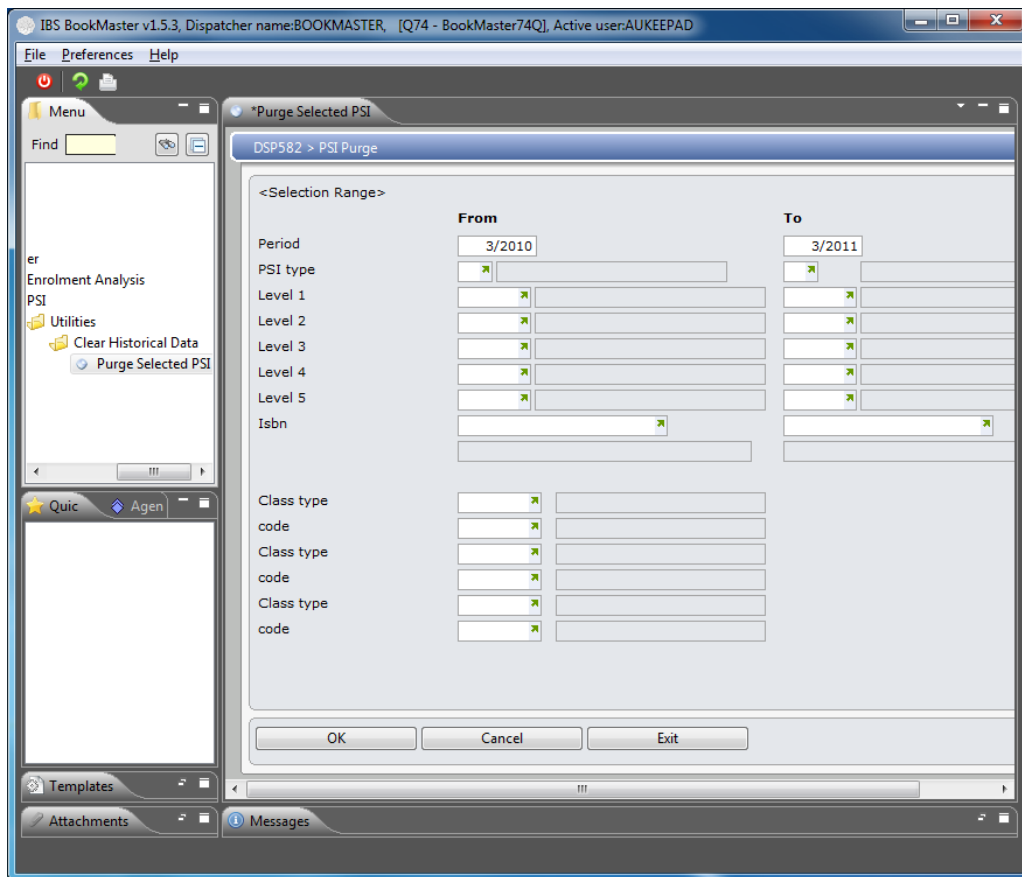 IBS BookMaster v1.5.3, Dispatcher name:BOOKMASTER, [Q74 - BookMaster74Q], Active user:AUKEEPAD
File Preferences Help
Menu
*Purge Selected PSI
Find
DSP582 > PSI Purge
<Selection Range>
From To
Period 3/2010 3/2011
PSI type
Level 1
Level 2
Level 3
Level 4
Level 5
Isbn
Class type
code
Class type
code
Class type
code
OK Cancel Exit
er
Enrolment Analysis
PSI
Utilities
Clear Historical Data
Purge Selected PSI
Quic Agen
Templates
Attachments
Messages